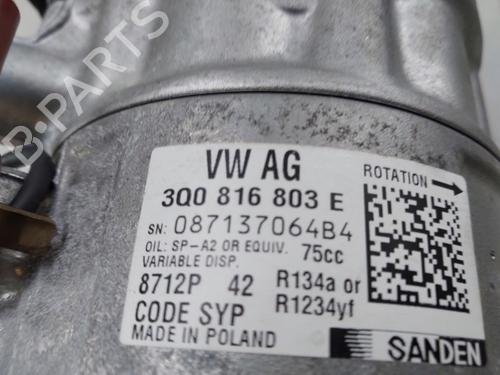 B-PARTS
VW AG
3Q0 816 803 E
ROTATION
SN: 087137064B4
OIL: SP-A2 OR EQUIV. 75cc
VARIABLE DISP.
8712P 42 R134a or
CODE SYP R1234yf
MADE IN POLAND
SANDEN